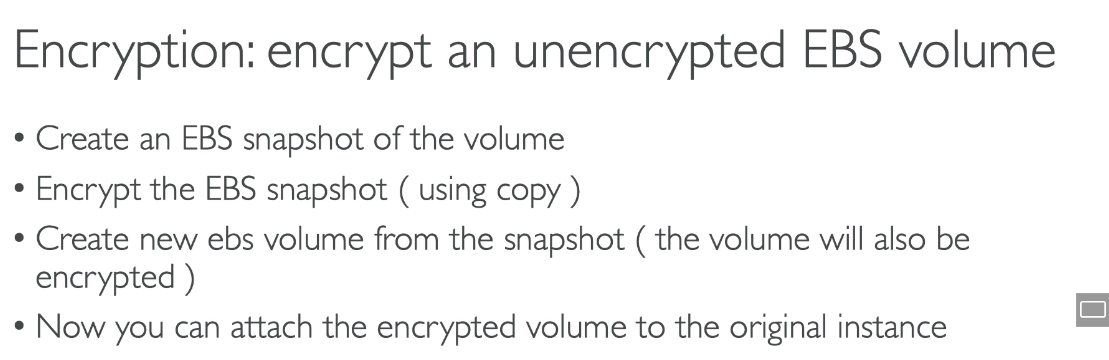 Encryption: encrypt an unencrypted EBS volume
• Create an EBS snapshot of the volume
• Encrypt the EBS snapshot ( using copy )
• Create new ebs volume from the snapshot ( the volume will also be
encrypted )
• Now you can attach the encrypted volume to the original instance